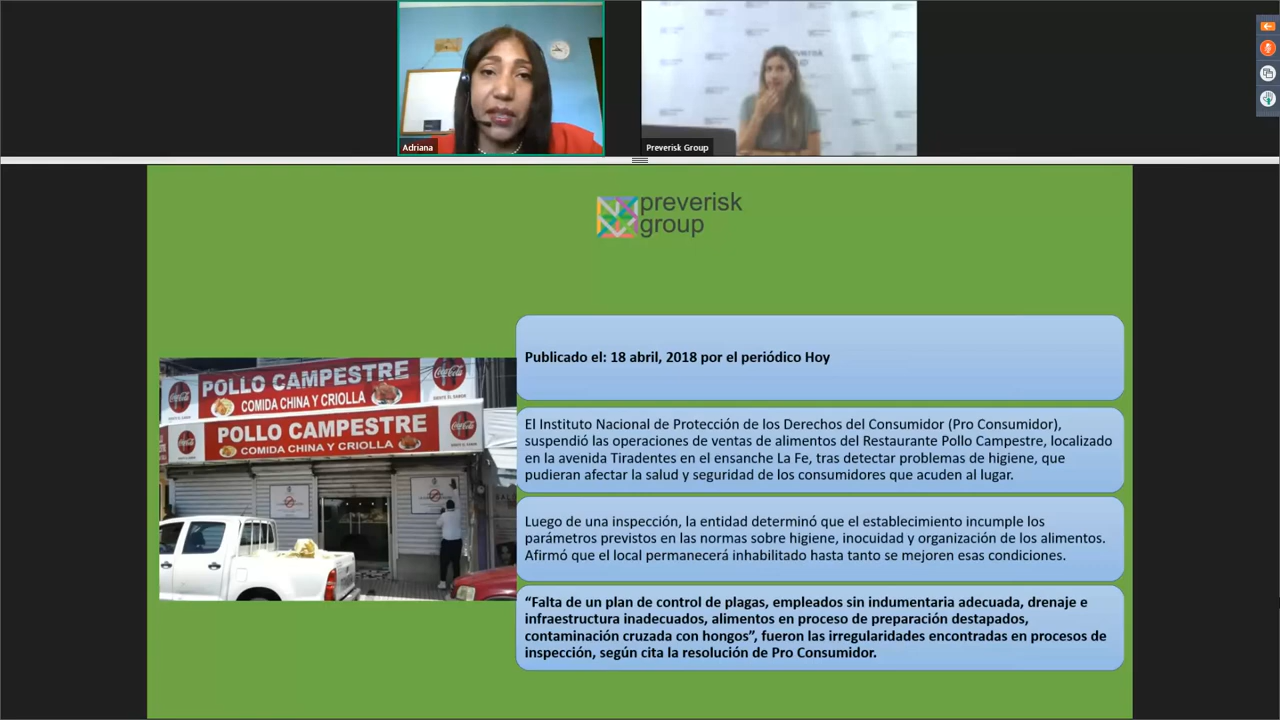 Adriana
Preverisk Group
preverisk
group
POLLO CAMPESTRE
COMIDA CHINA Y CRIOLLA
Coca-Cola
POLLO CAMPESTRE
COMIDA CHINA Y CRIOLLA
Coca-Cola
Publicado el: 18 abril, 2018 por el periódico Hoy
El Instituto Nacional de Protección de los Derechos del Consumidor (Pro Consumidor),
suspendió las operaciones de ventas de alimentos del Restaurante Pollo Campestre, localizado
en la avenida Tiradentes en el ensanche La Fe, tras detectar problemas de higiene, que
pudieran afectar la salud y seguridad de los consumidores que acuden al lugar.
Luego de una inspección, la entidad determinó que el establecimiento incumple los
parámetros previstos en las normas sobre higiene, inocuidad y organización de los alimentos.
Afirmó que el local permanecerá inhabilitado hasta tanto se mejoren esas condiciones.
“Falta de un plan de control de plagas, empleados sin indumentaria adecuada, drenaje e
infraestructura inadecuados, alimentos en proceso de preparación destapados,
contaminación cruzada con hongos”, fueron las irregularidades encontradas en procesos de
inspección, según cita la resolución de Pro Consumidor.